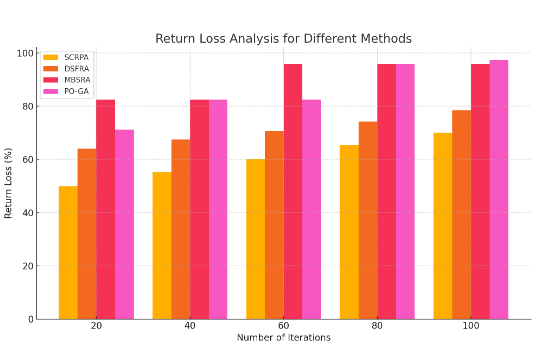 Return Loss Analysis for Different Methods
SCRPA
DSFRA
MBSRA
PO-GA
Return Loss (%)
100
80
60
40
20
0
20 40 60 80 100
Number of Iterations